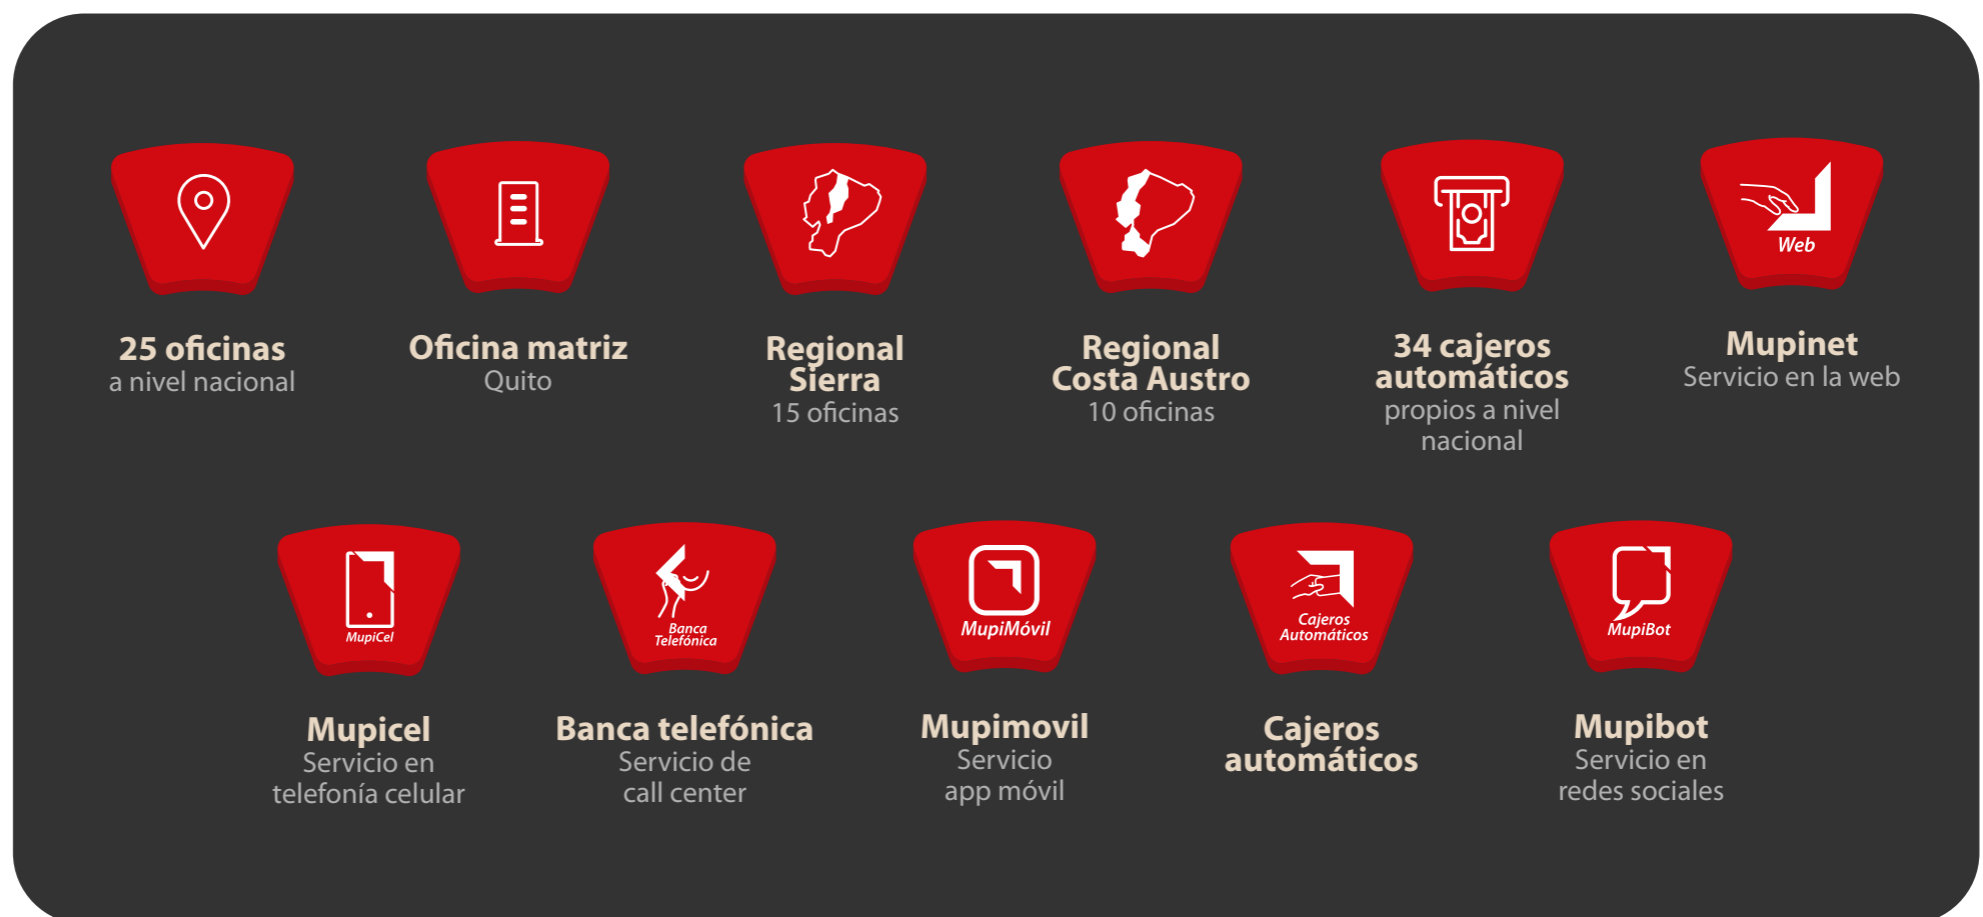 Web
25 oficinas
a nivel nacional
Oficina matriz
Quito
Regional
Sierra
15 oficinas
Regional
Costa Austro
10 oficinas
34 cajeros
automáticos
propios a nivel
nacional
Mupinet
Servicio en la web
MupiCel
Banca
Telefónica
MupiMóvil
Cajeros
Automáticos
MupiBot
Mupicel
Servicio en
telefonía celular
Banca telefónica
Servicio de
call center
Mupimovil
Servicio
app móvil
Cajeros
automáticos
Mupibot
Servicio en
redes sociales